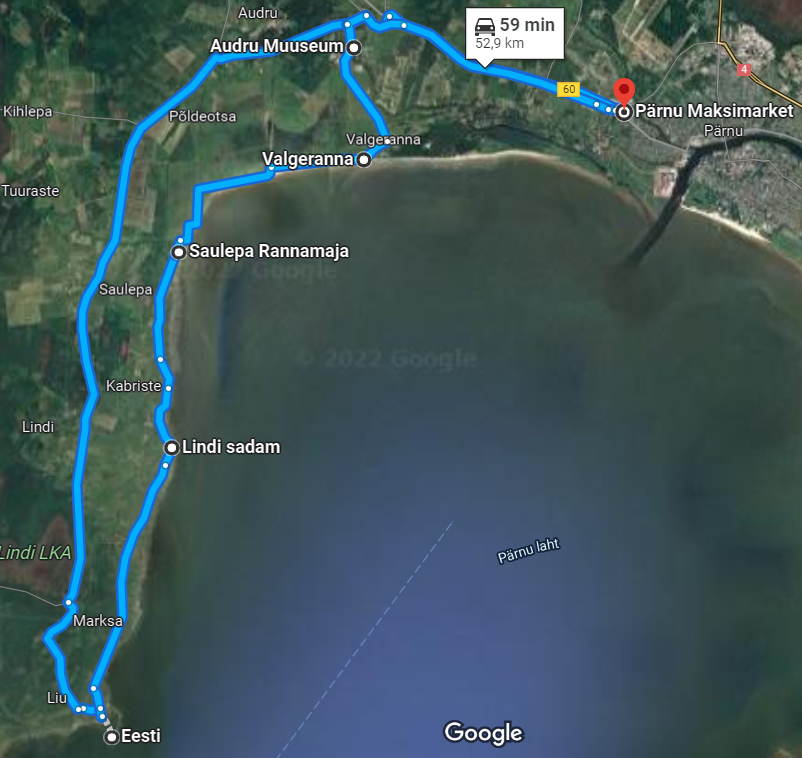 Audru
59 min
52,9 km
Audru Muuseum
4
60
Pärnu Maksimarket
Kihlepa
Põldeotsa
Pärnu
Valgeranna
Valgeranna
Tuuraste
Saulepa Rannamaja
Google
Saulepa
© 2022 Google
Kabriste
Lindi
Lindi sadam
Lindi LKA
Pärnu laht
Marksa
Liu
Eesti
Google